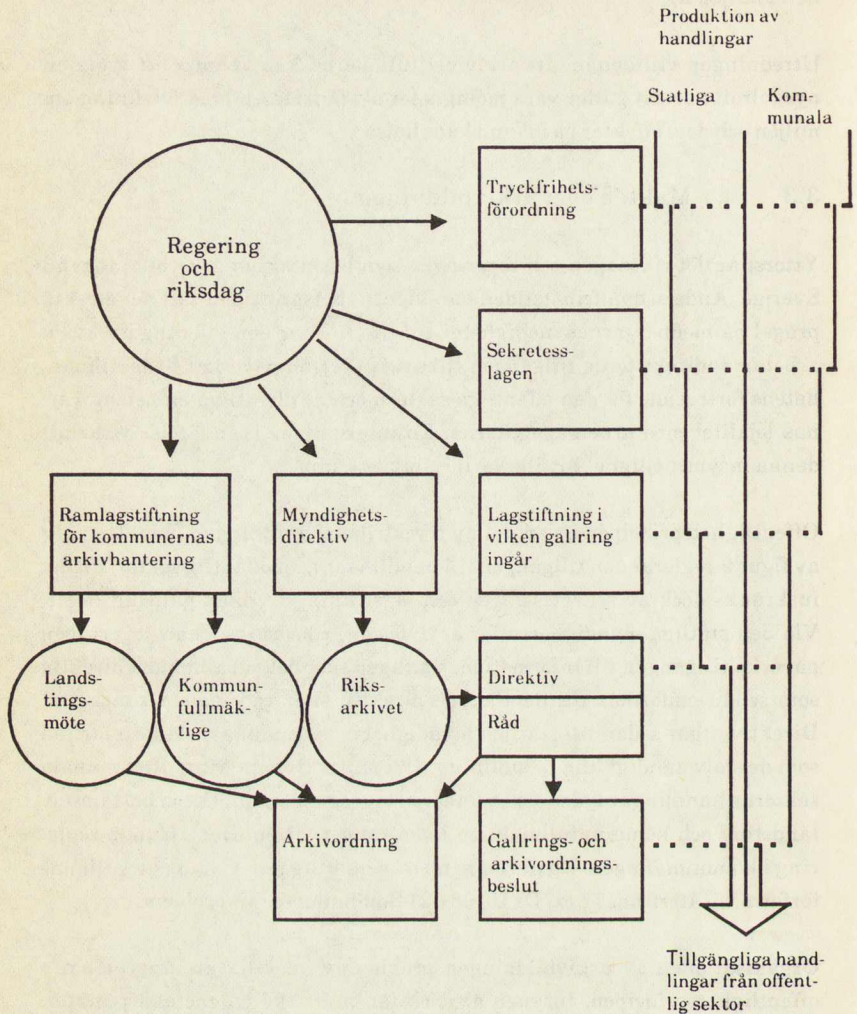 Produktion av
handlingar
Statliga
Kom-
munala
Tryckfrihets-
förordning
Regering
och
riksdag
Sekretess-
lagen
Ramlagstiftning
för kommunernas
arkivhantering
Myndighets-
direktiv
Lagstiftning i
vilken gallring
ingår
Lands-
tings-
möte
Kommun-
fullmäk-
tige
Riks-
arkivet
Direktiv
Råd
Arkivordning
Gallrings- och
arkivordnings-
beslut
Tillgängliga hand-
lingar från offent-
lig sektor